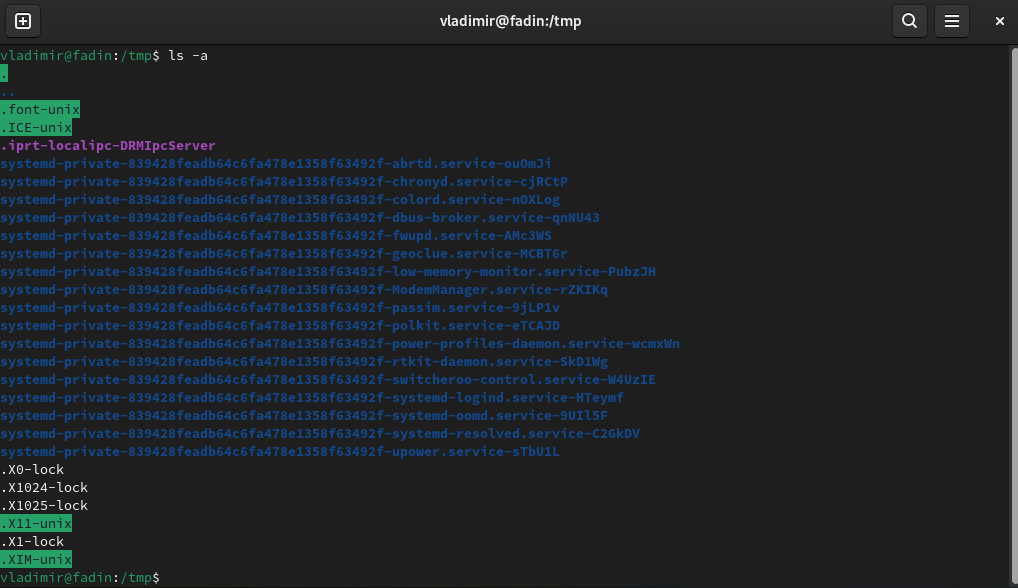 vladimir@fadin:/tmp
vladimir@fadin:/tmp$ ls -a
.
..
.font-unix
.ICE-unix
.iprt-localipc-DRMIpcServer
systemd-private-839428feadb64c6fa478e1358f63492f-abrtd.service-ouOmJi
systemd-private-839428feadb64c6fa478e1358f63492f-chronyd.service-cjRCtP
systemd-private-839428feadb64c6fa478e1358f63492f-colord.service-nOXLog
systemd-private-839428feadb64c6fa478e1358f63492f-dbus-broker.service-qnNU43
systemd-private-839428feadb64c6fa478e1358f63492f-fwupd.service-AMc3WS
systemd-private-839428feadb64c6fa478e1358f63492f-geoclue.service-MCBT6r
systemd-private-839428feadb64c6fa478e1358f63492f-low-memory-monitor.service-PubzJH
systemd-private-839428feadb64c6fa478e1358f63492f-ModemManager.service-rZKIKq
systemd-private-839428feadb64c6fa478e1358f63492f-passim.service-9jLP1v
systemd-private-839428feadb64c6fa478e1358f63492f-polkit.service-eTCAJD
systemd-private-839428feadb64c6fa478e1358f63492f-power-profiles-daemon.service-wcmxWn
systemd-private-839428feadb64c6fa478e1358f63492f-rtkit-daemon.service-SkD1Wg
systemd-private-839428feadb64c6fa478e1358f63492f-switcheroo-control.service-W4UzIE
systemd-private-839428feadb64c6fa478e1358f63492f-systemd-logind.service-HTeymf
systemd-private-839428feadb64c6fa478e1358f63492f-systemd-oomd.service-9UIl5F
systemd-private-839428feadb64c6fa478e1358f63492f-systemd-resolved.service-C2GkDV
systemd-private-839428feadb64c6fa478e1358f63492f-upower.service-sTbU1L
.X0-lock
.X1024-lock
.X1025-lock
.X11-unix
.X1-lock
.XIM-unix
vladimir@fadin:/tmp$